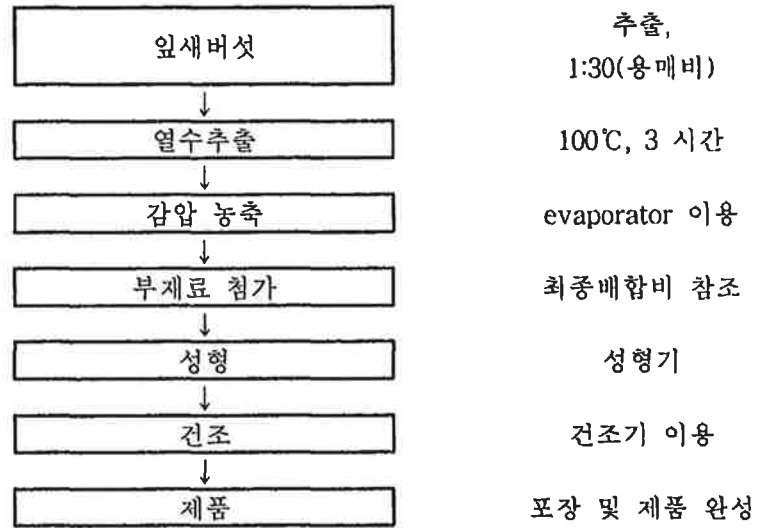 잎새버섯
추출,
1:30(용매비)
↓
열수추출
100℃, 3 시간
↓
감압 농축
evaporator 이용
↓
부재료 첨가
최종배합비 참조
↓
성형
성형기
↓
건조
건조기 이용
↓
제품
포장 및 제품 완성